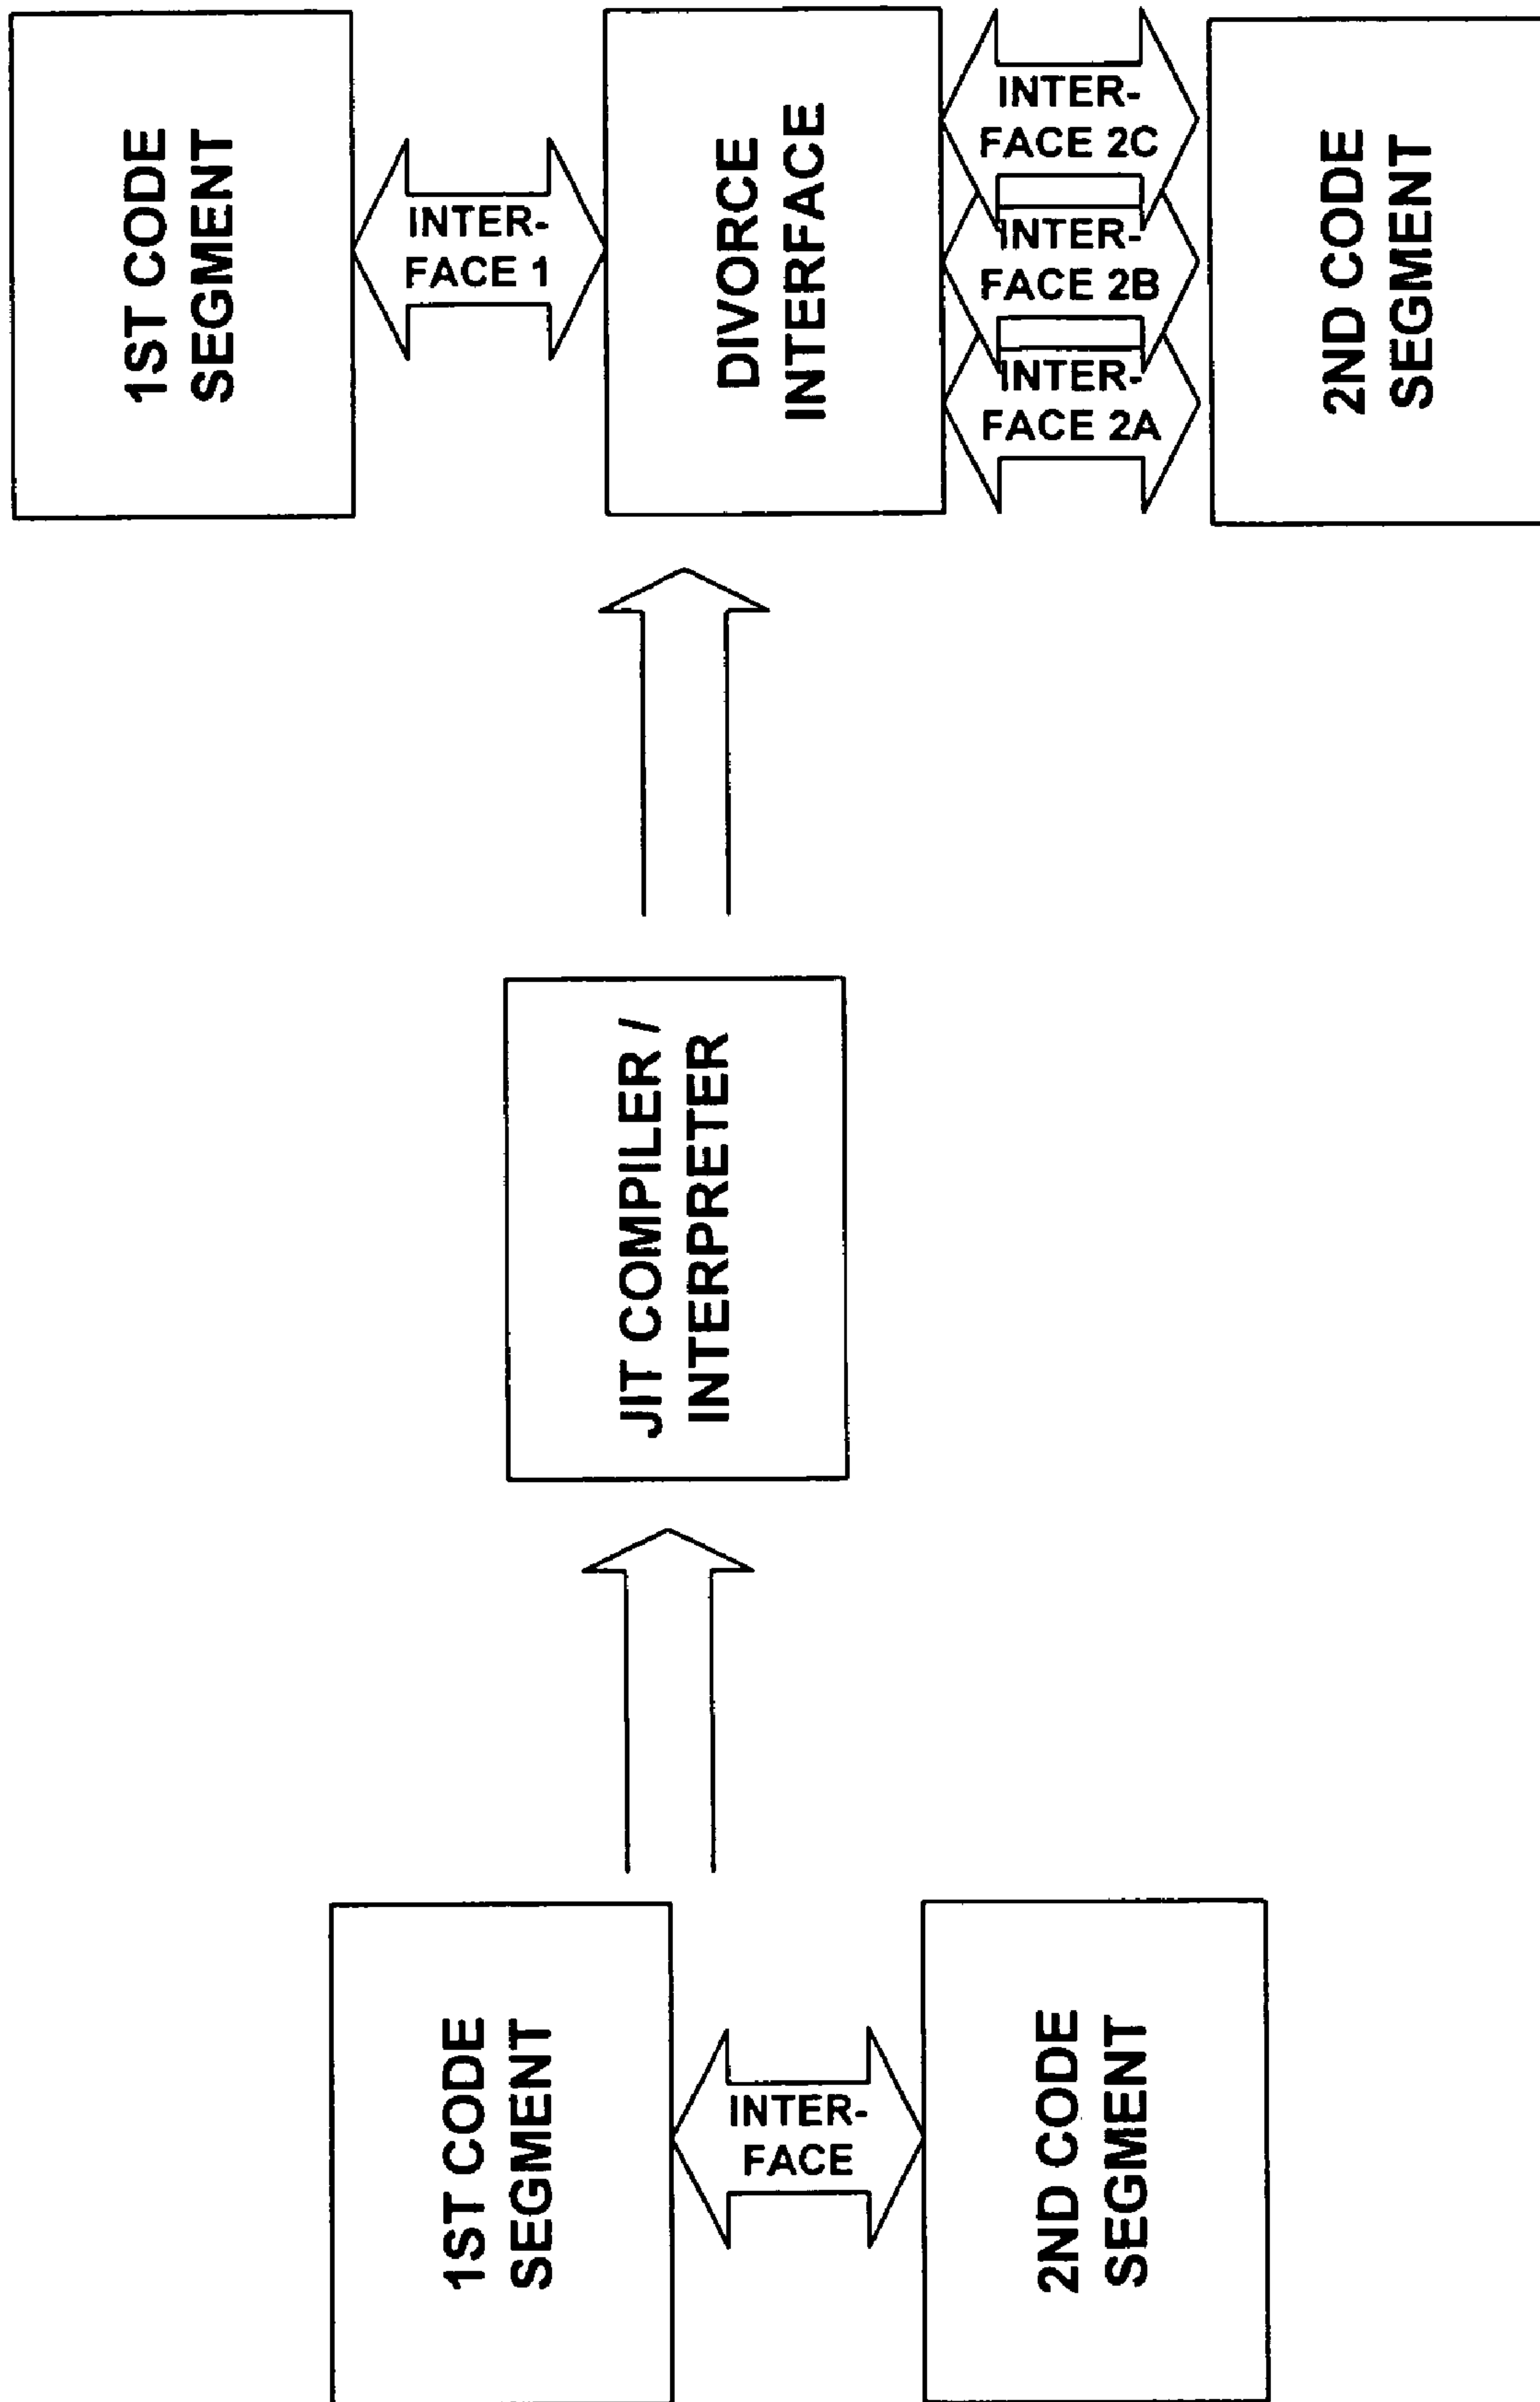 1ST CODE
SEGMENT
INTER-
FACE
2ND CODE
SEGMENT
JIT COMPILER /
INTERPRETER
1ST CODE
SEGMENT
INTER-
FACE 1
DIVORCE
INTERFACE
INTER-
FACE 2A
INTER-
FACE 2B
INTER-
FACE 2C
2ND CODE
SEGMENT